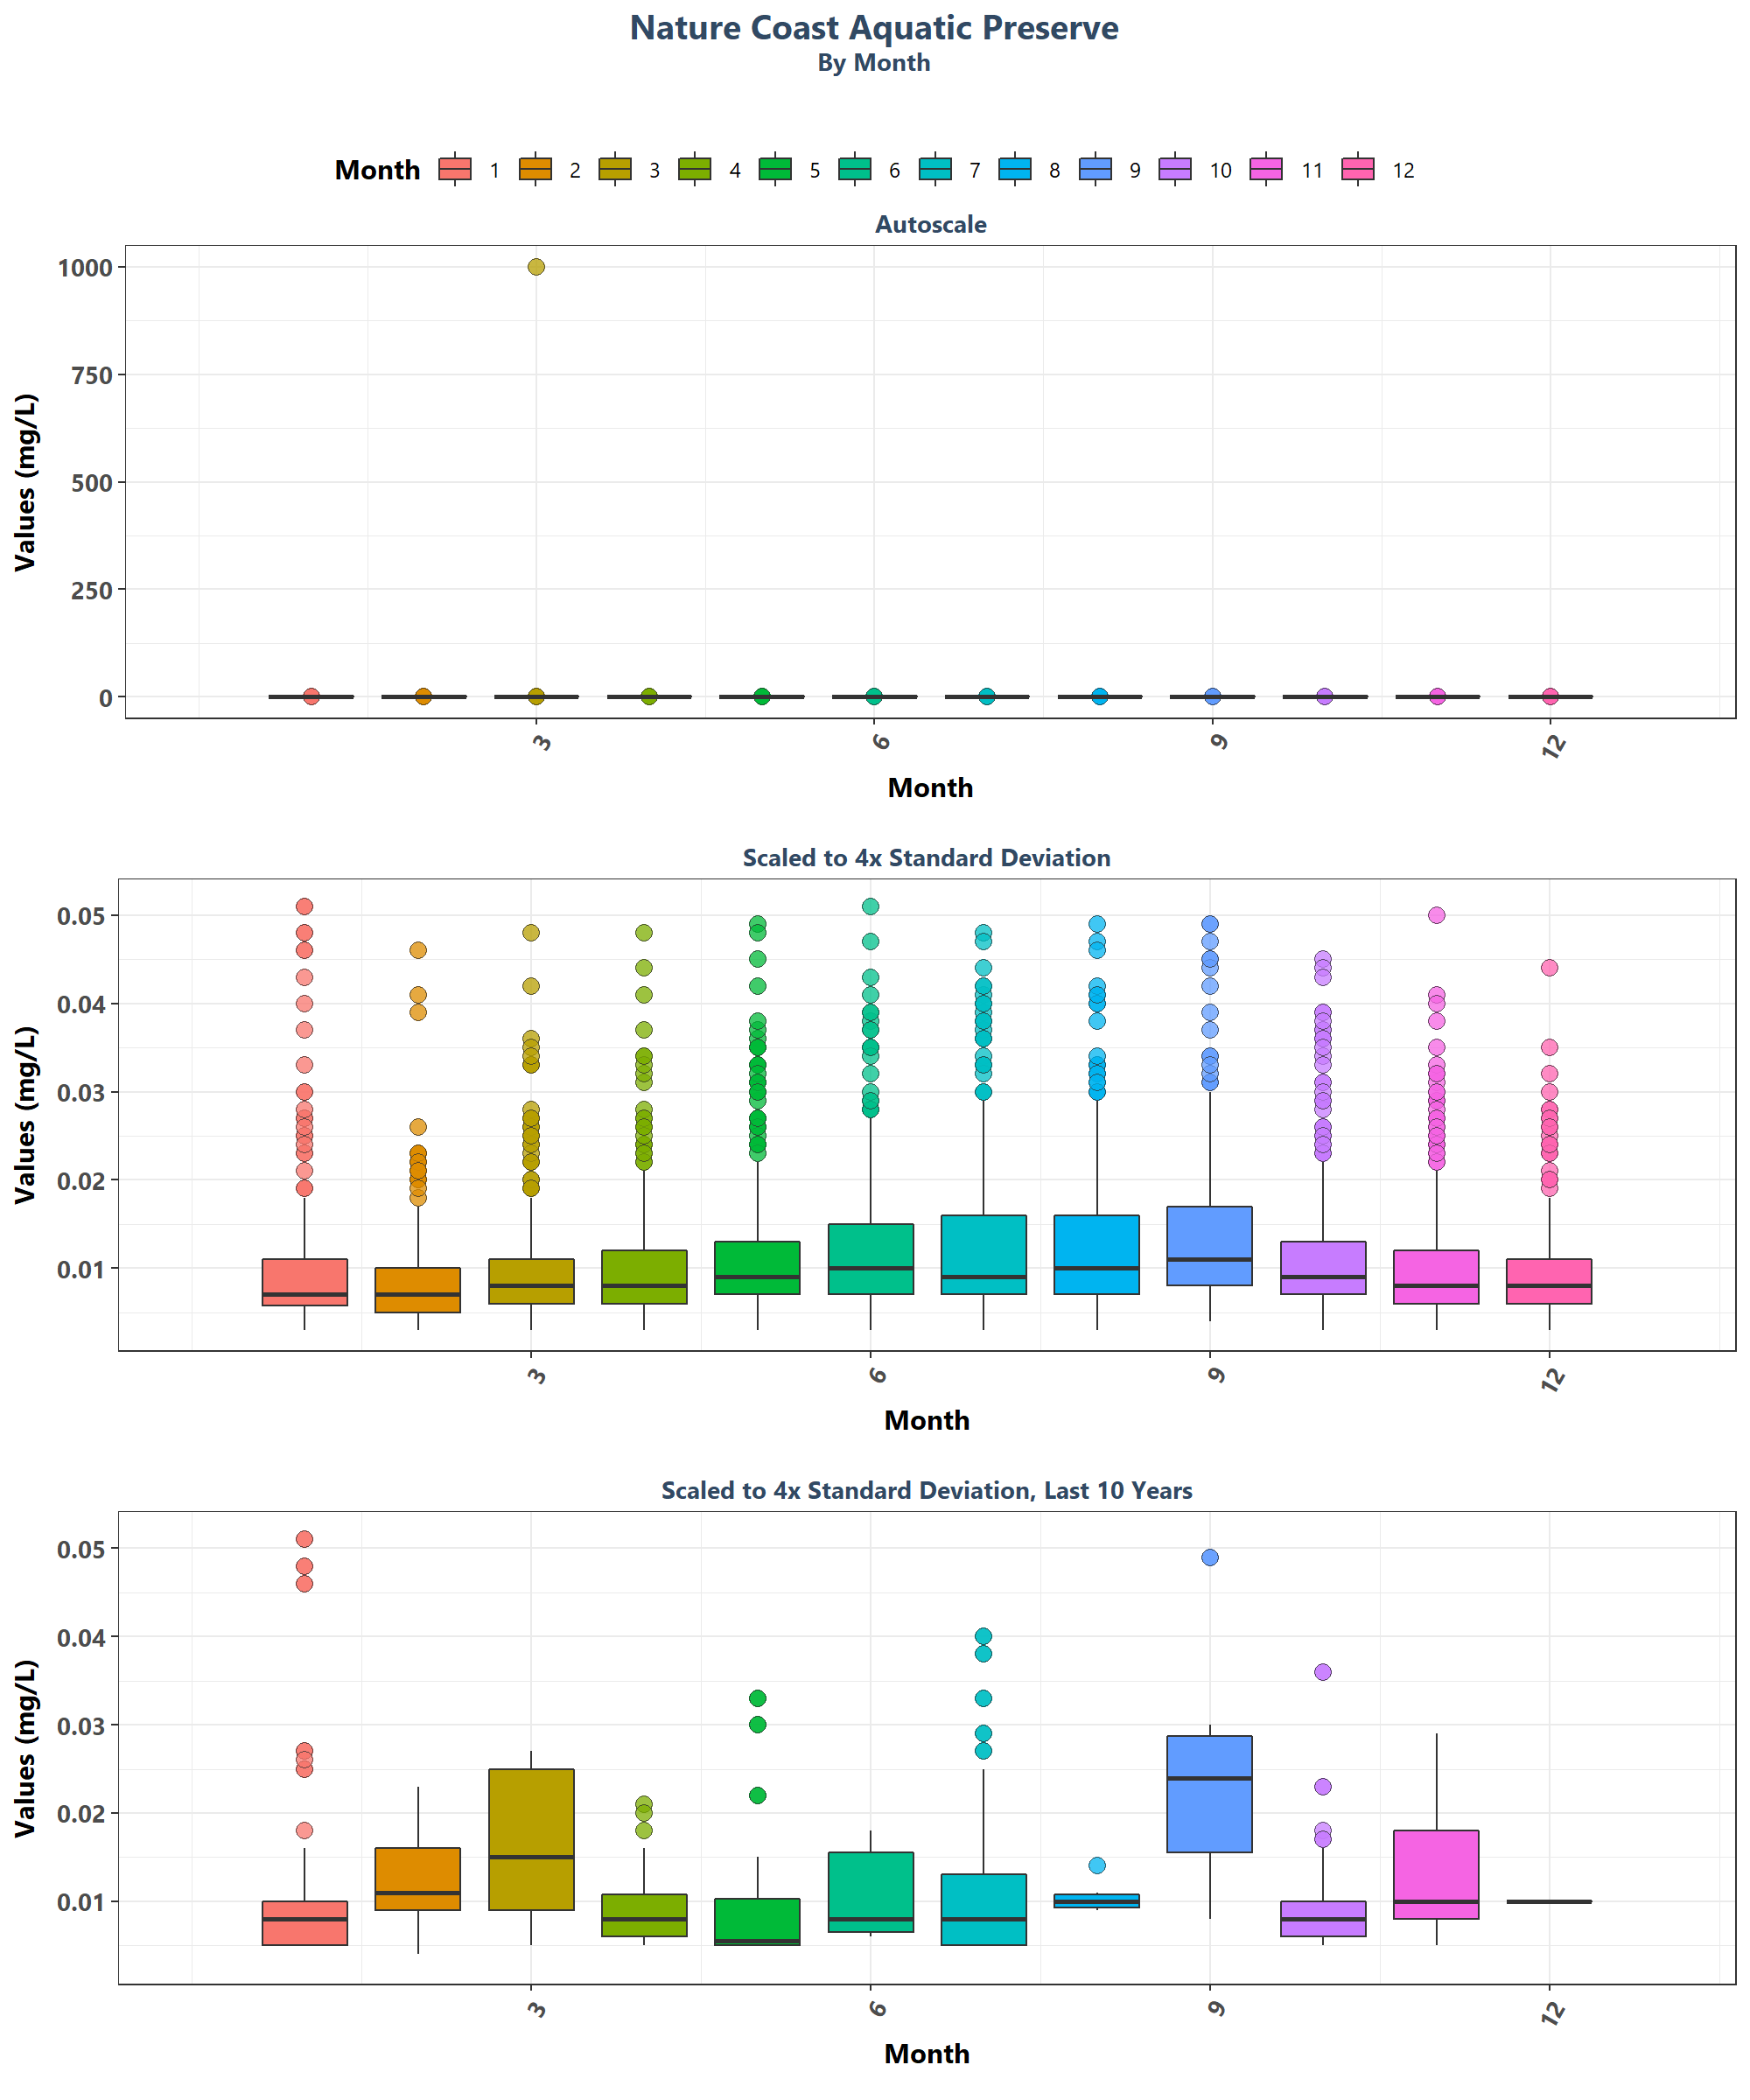 Nature Coast Aquatic Preserve
By Month
Month 1 2 3 4 5 6 7 8 9 10 11 12
Autoscale
Values (mg/L)
1000
750
500
250
0
3 6 9 12
Month
Scaled to 4x Standard Deviation
Values (mg/L)
0.05
0.04
0.03
0.02
0.01
3 6 9 12
Month
Scaled to 4x Standard Deviation, Last 10 Years
Values (mg/L)
0.05
0.04
0.03
0.02
0.01
3 6 9 12
Month